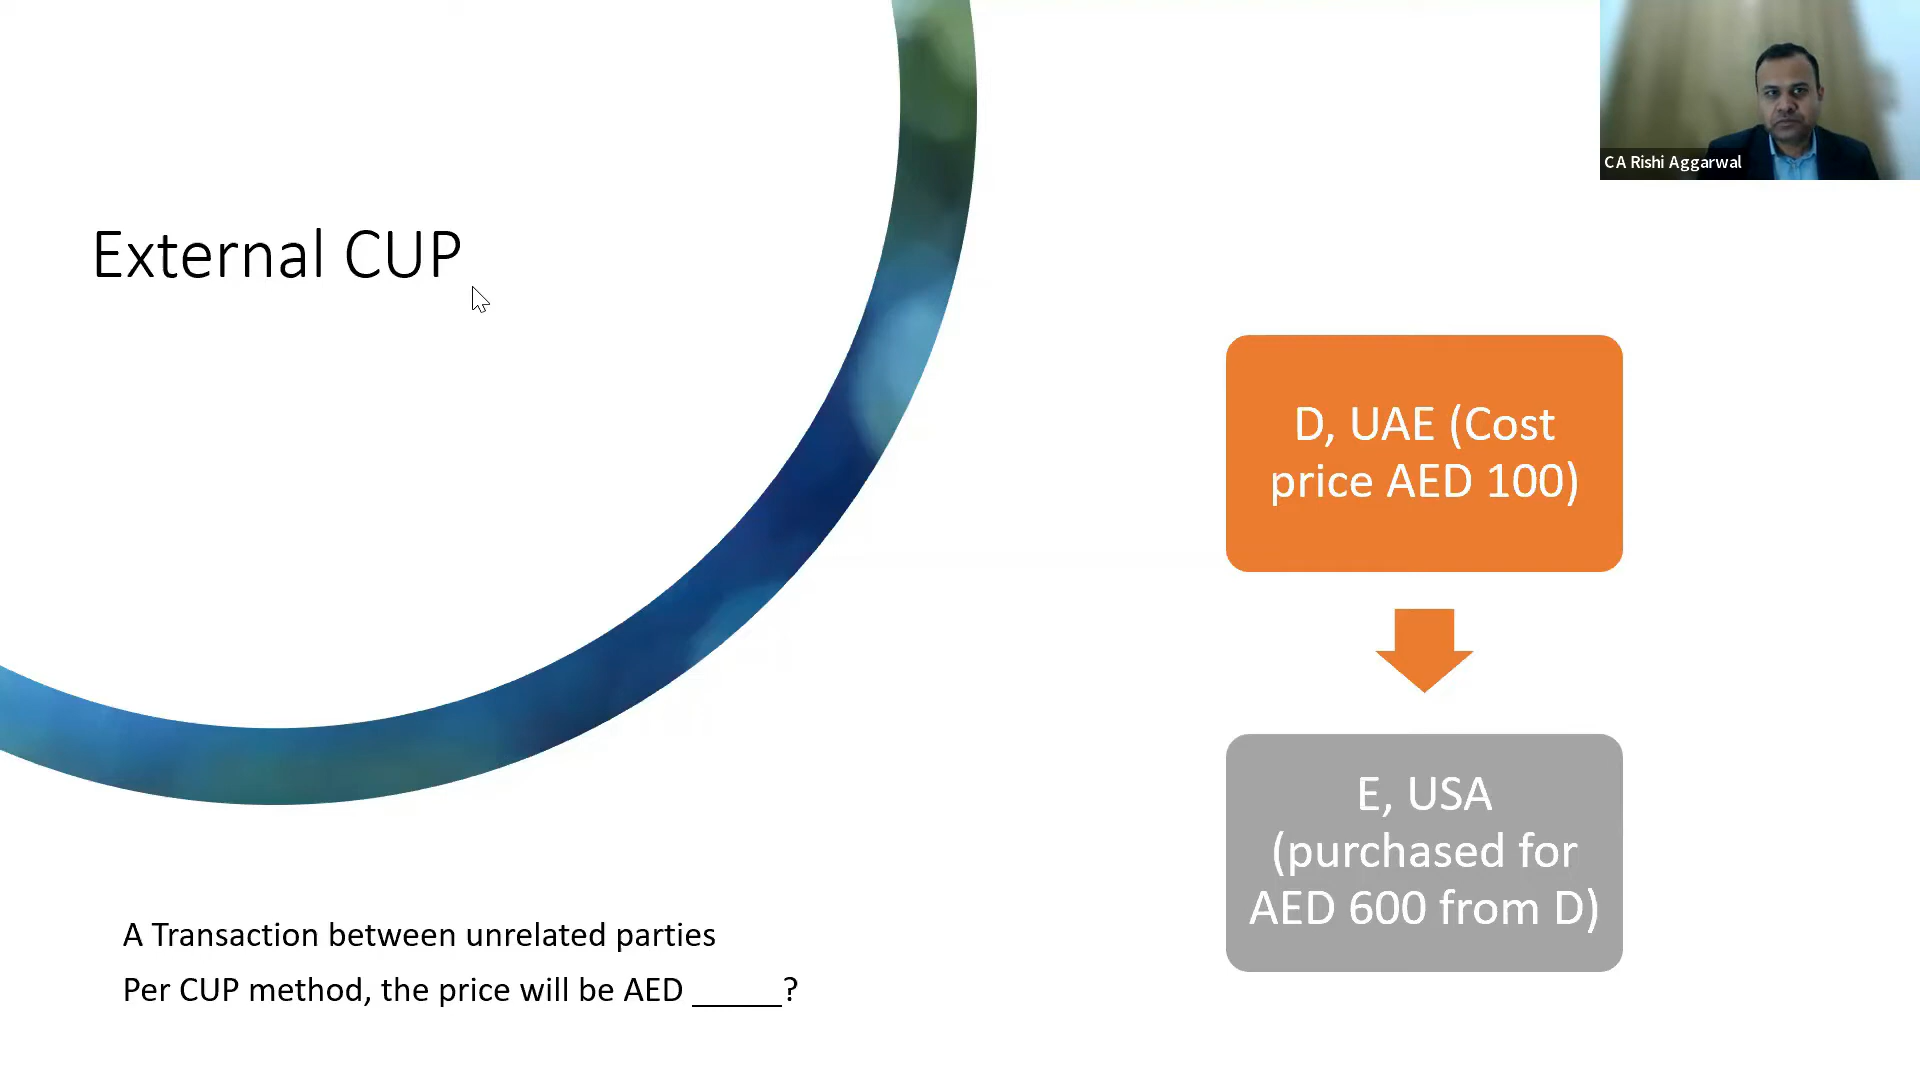 CA Rishi Aggarwal
External CUP
D, UAE (Cost
price AED 100)
E, USA
(purchased for
AED 600 from D)
A Transaction between unrelated parties
Per CUP method, the price will be AED _____?